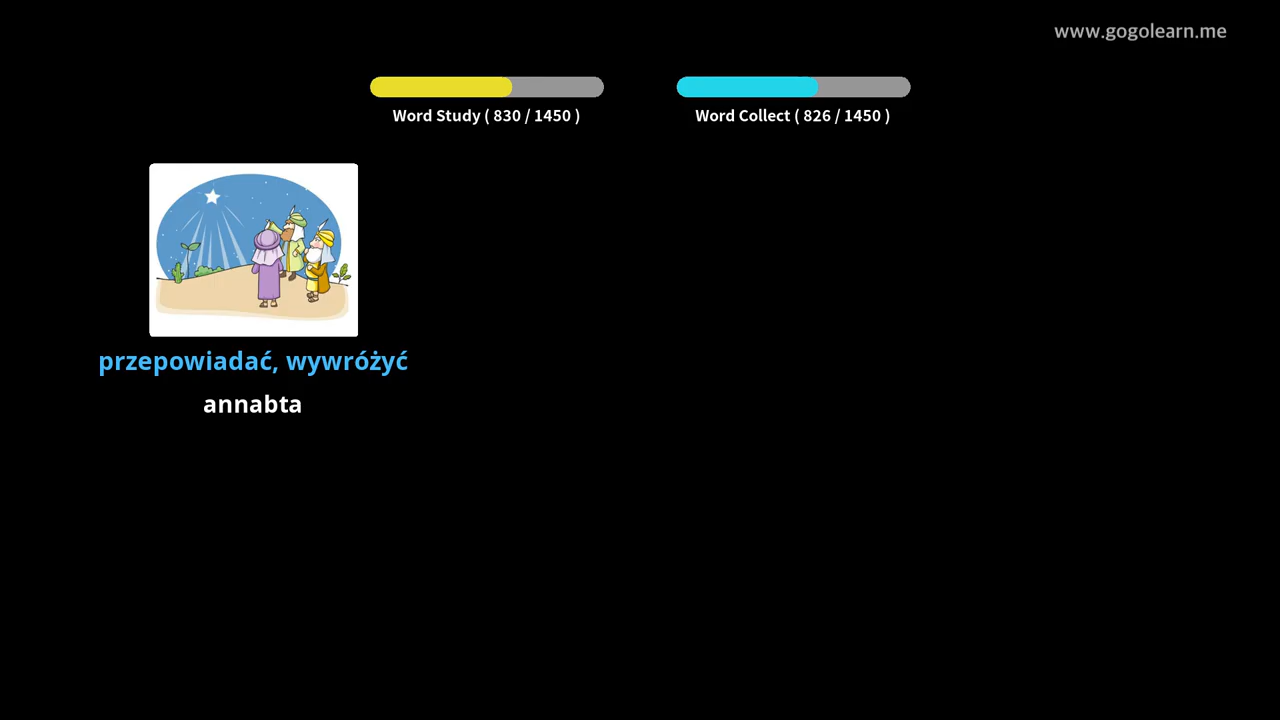 www.gogolearn.me
Word Study ( 830 / 1450 )
Word Collect ( 826 / 1450 )
przepowiadać, wywróżyć
annabta